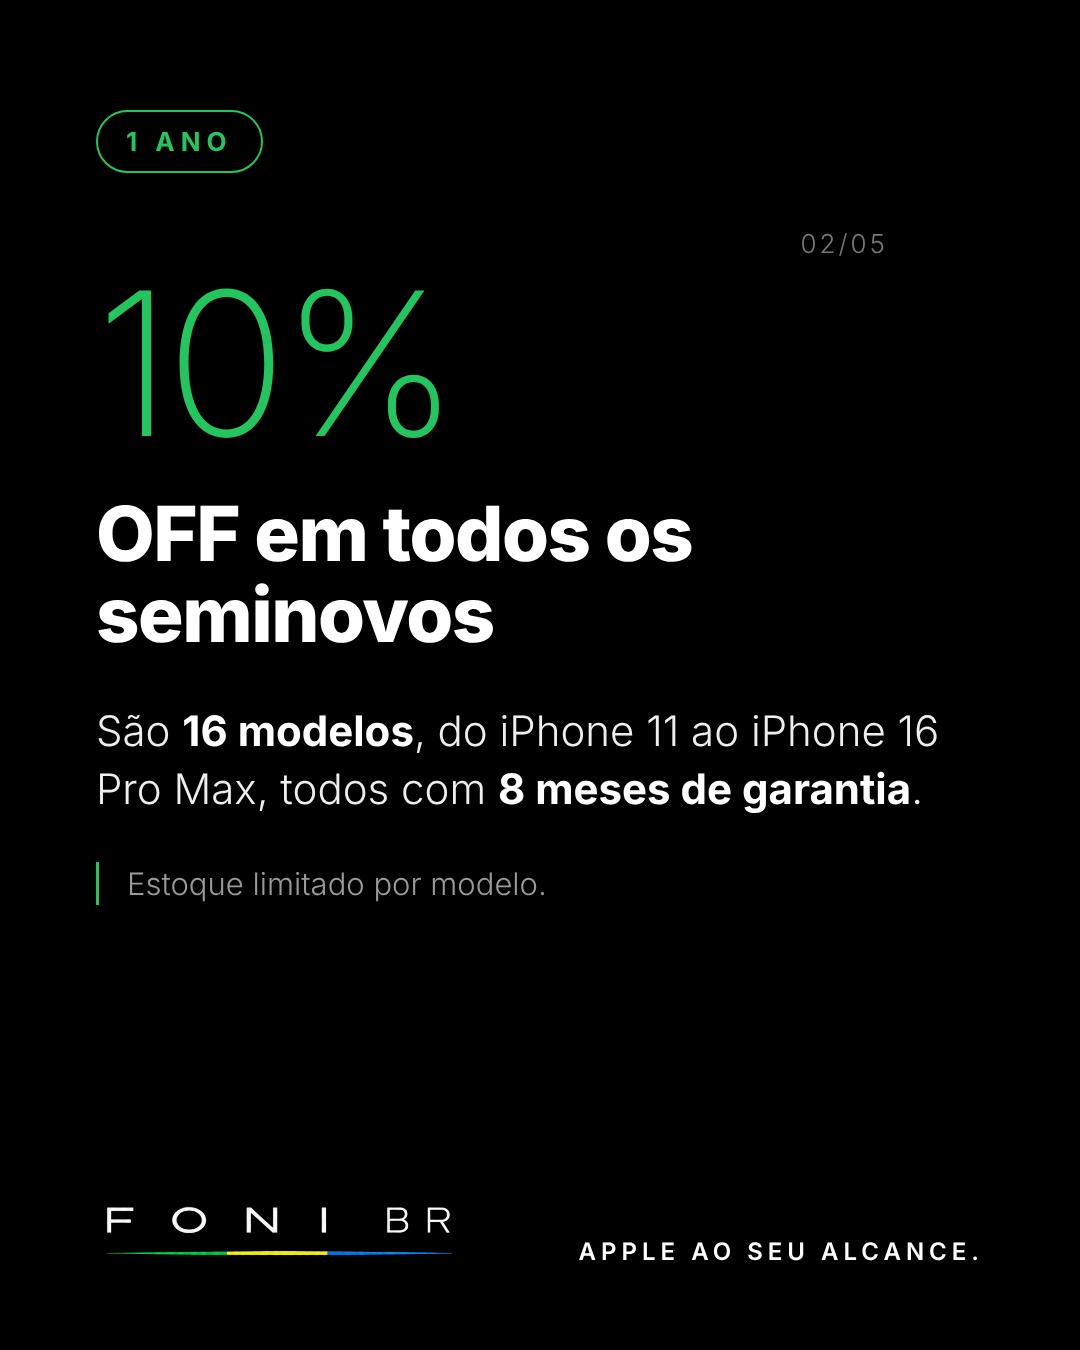 1 ANO
02/05
10%
OFF em todos os
seminovos
São 16 modelos, do iPhone 11 ao iPhone 16
Pro Max, todos com 8 meses de garantia.
Estoque limitado por modelo.
FONI BR
APPLE AO SEU ALCANCE.